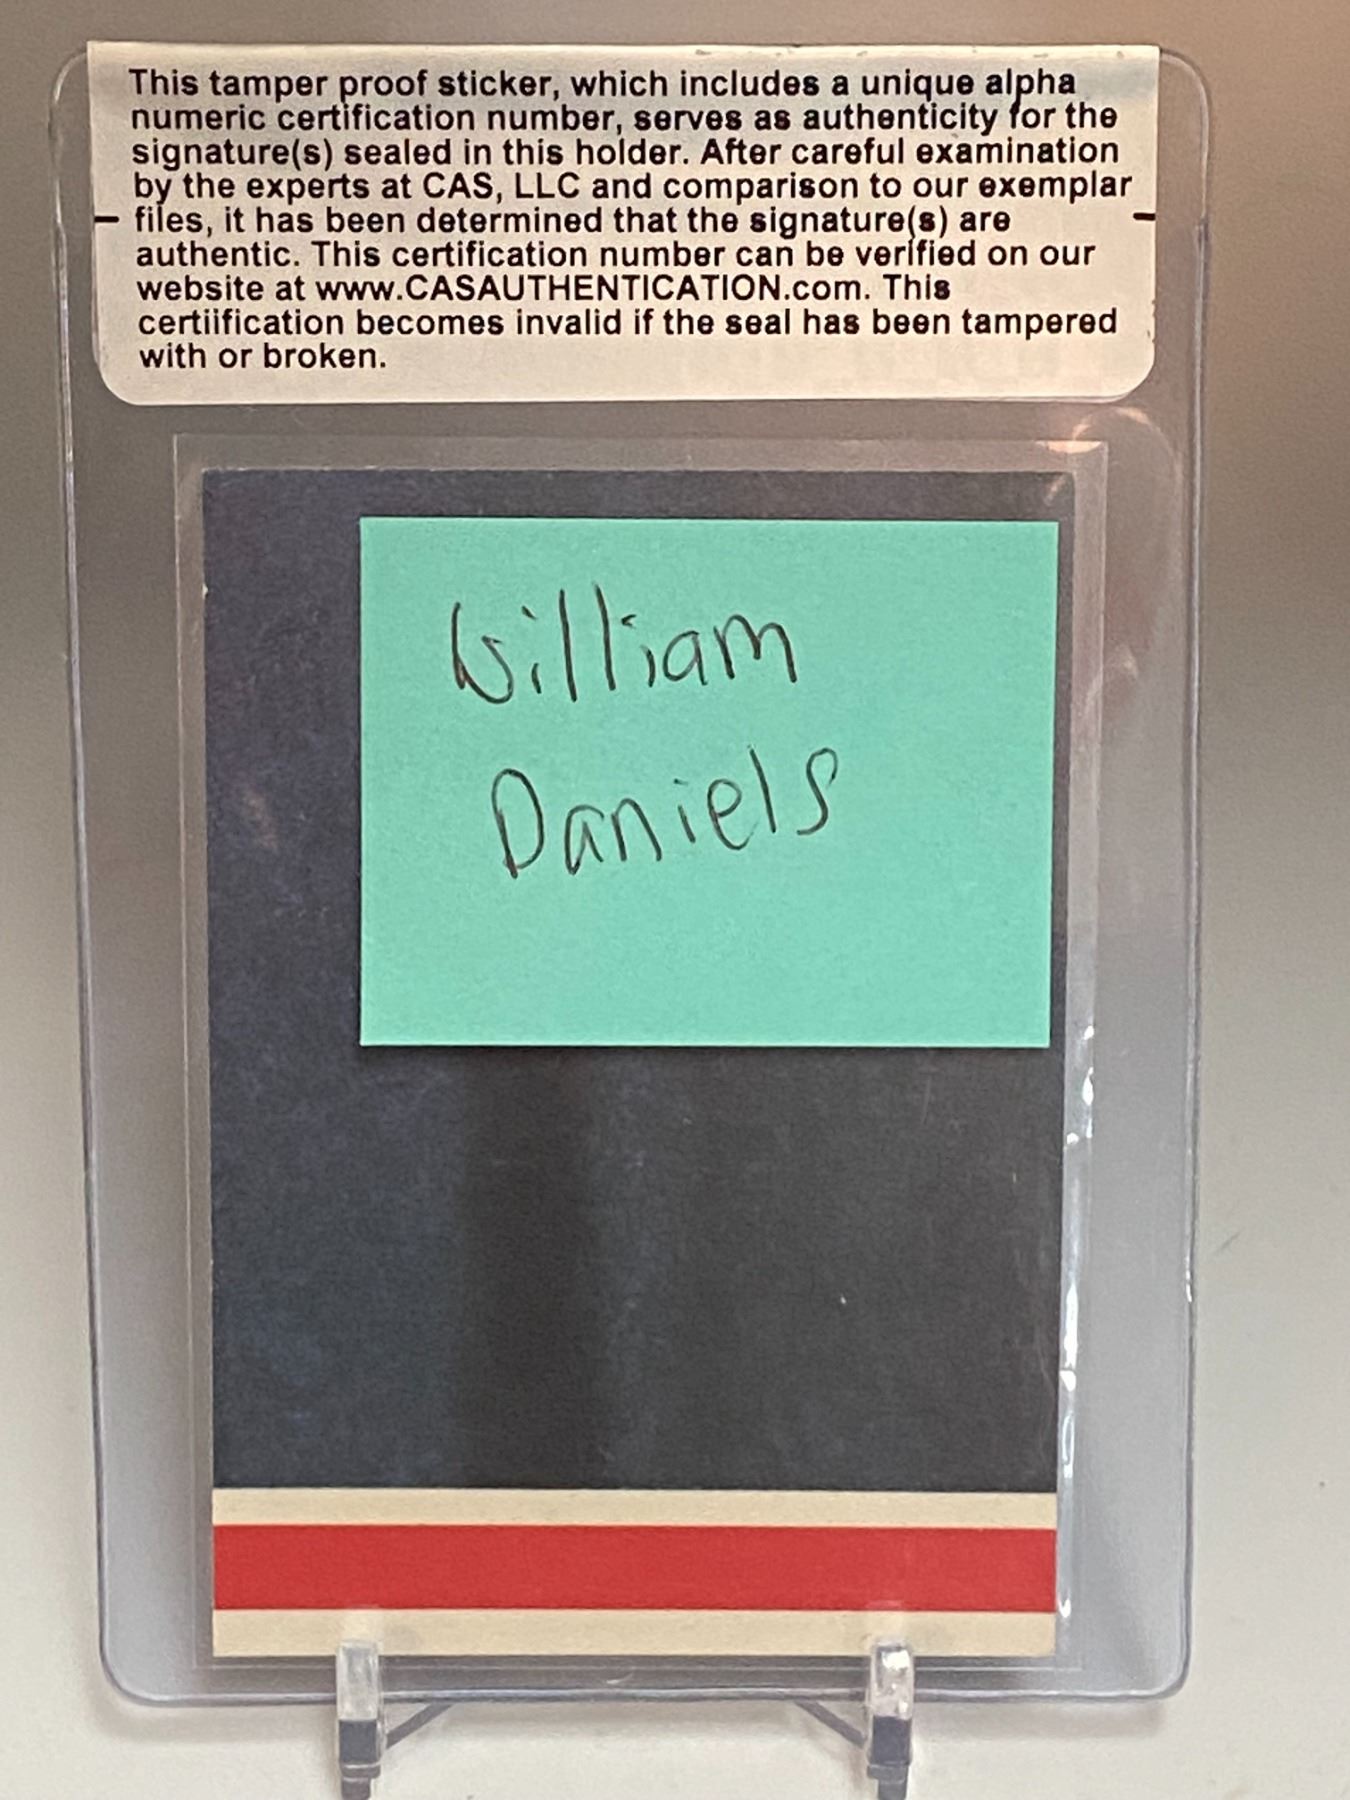 This tamper proof sticker, which includes a unique alpha
numeric certification number, serves as authenticity for the
signature(s) sealed in this holder. After careful examination
by the experts at CAS, LLC and comparison to our exemplar
files, it has been determined that the signature(s) are
authentic. This certification number can be verified on our
website at www.CASAUTHENTICATION.com. This
certiification becomes invalid if the seal has been tampered
with or broken.
William
Daniels